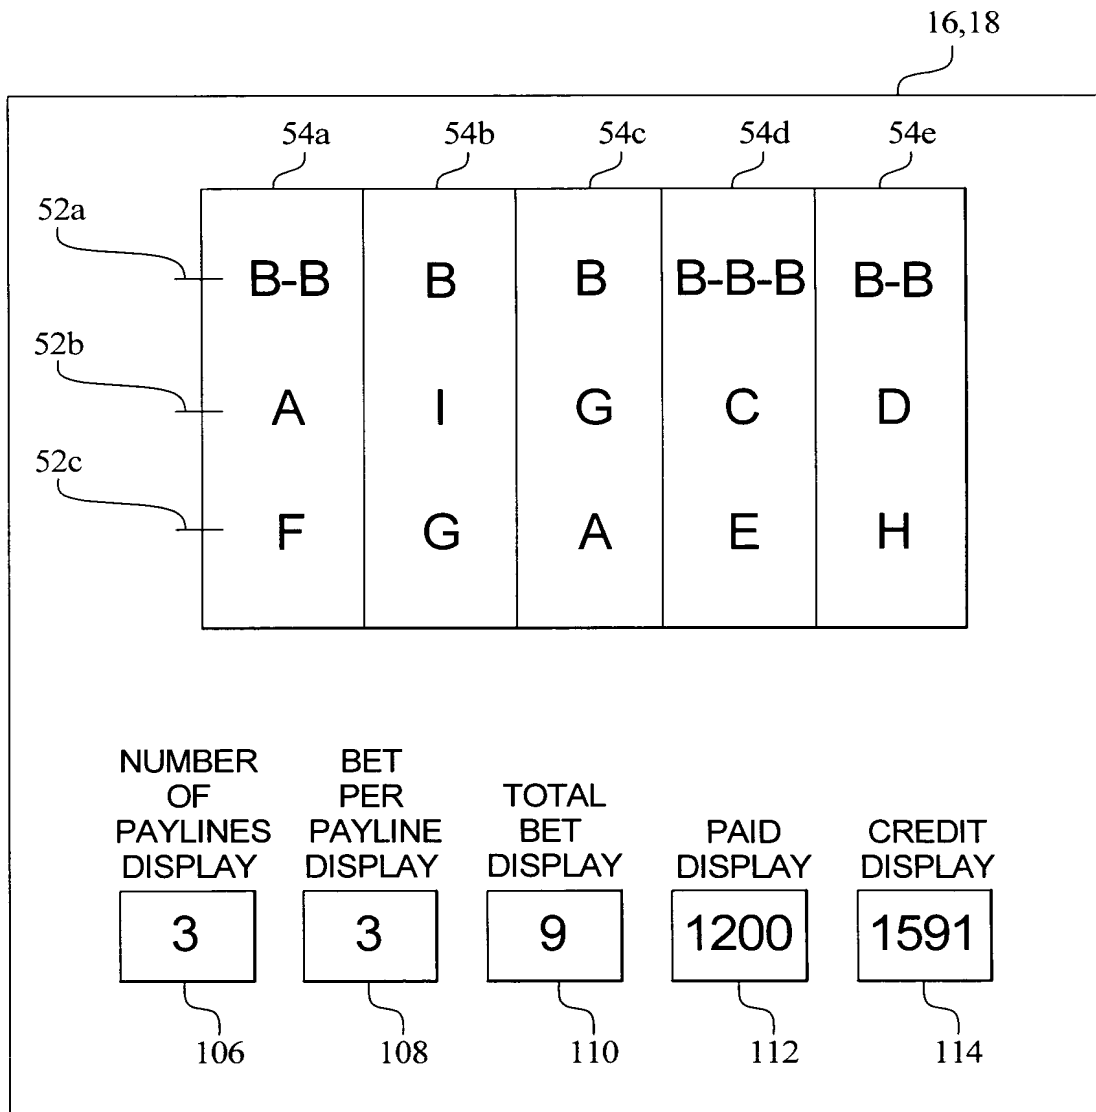 16,18
54a 54b 54c 54d 54e
52a
B-B B B B-B-B B-B
52b
A I G C D
52c
F G A E H
NUMBER OF PAYLINES DISPLAY
3
106
BET PER PAYLINE DISPLAY
3
108
TOTAL BET DISPLAY
9
110
PAID DISPLAY
1200
112
CREDIT DISPLAY
1591
114